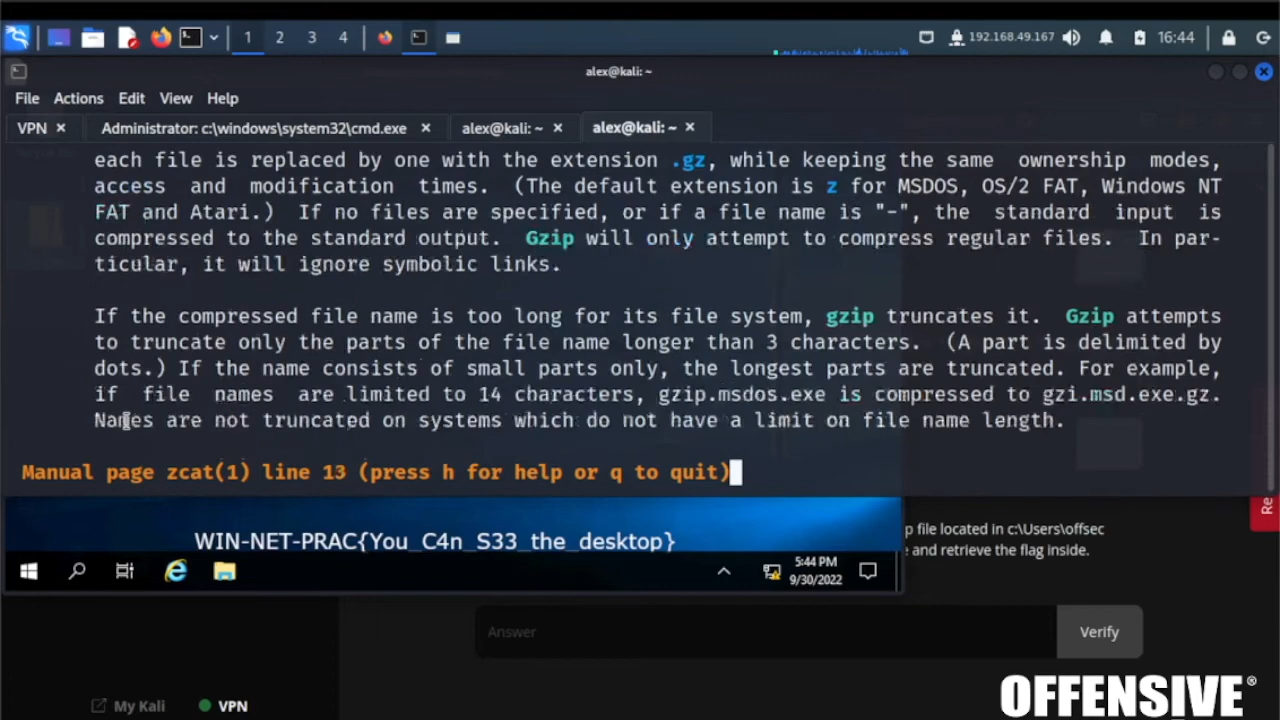 1 2 3 4 192.168.49.167 16:44
alex@kali: ~
File Actions Edit View Help
VPN Administrator: c:\windows\system32\cmd.exe alex@kali: ~ alex@kali: ~
each file is replaced by one with the extension .gz, while keeping the same ownership modes,
access and modification times. (The default extension is z for MSDOS, OS/2 FAT, Windows NT
FAT and Atari.) If no files are specified, or if a file name is "-", the standard input is
compressed to the standard output. Gzip will only attempt to compress regular files. In par-
ticular, it will ignore symbolic links.
If the compressed file name is too long for its file system, gzip truncates it. Gzip attempts
to truncate only the parts of the file name longer than 3 characters. (A part is delimited by
dots.) If the name consists of small parts only, the longest parts are truncated. For example,
if file names are limited to 14 characters, gzip.msdos.exe is compressed to gzi.msd.exe.gz.
Names are not truncated on systems which do not have a limit on file name length.
Manual page zcat(1) line 13 (press h for help or q to quit)
WIN-NET-PRAC{You_C4n_S33_the_desktop}
p file located in c:\Users\offsec
e and retrieve the flag inside.
5:44 PM
9/30/2022
Answer Verify
My Kali VPN
OFFENSIVE®